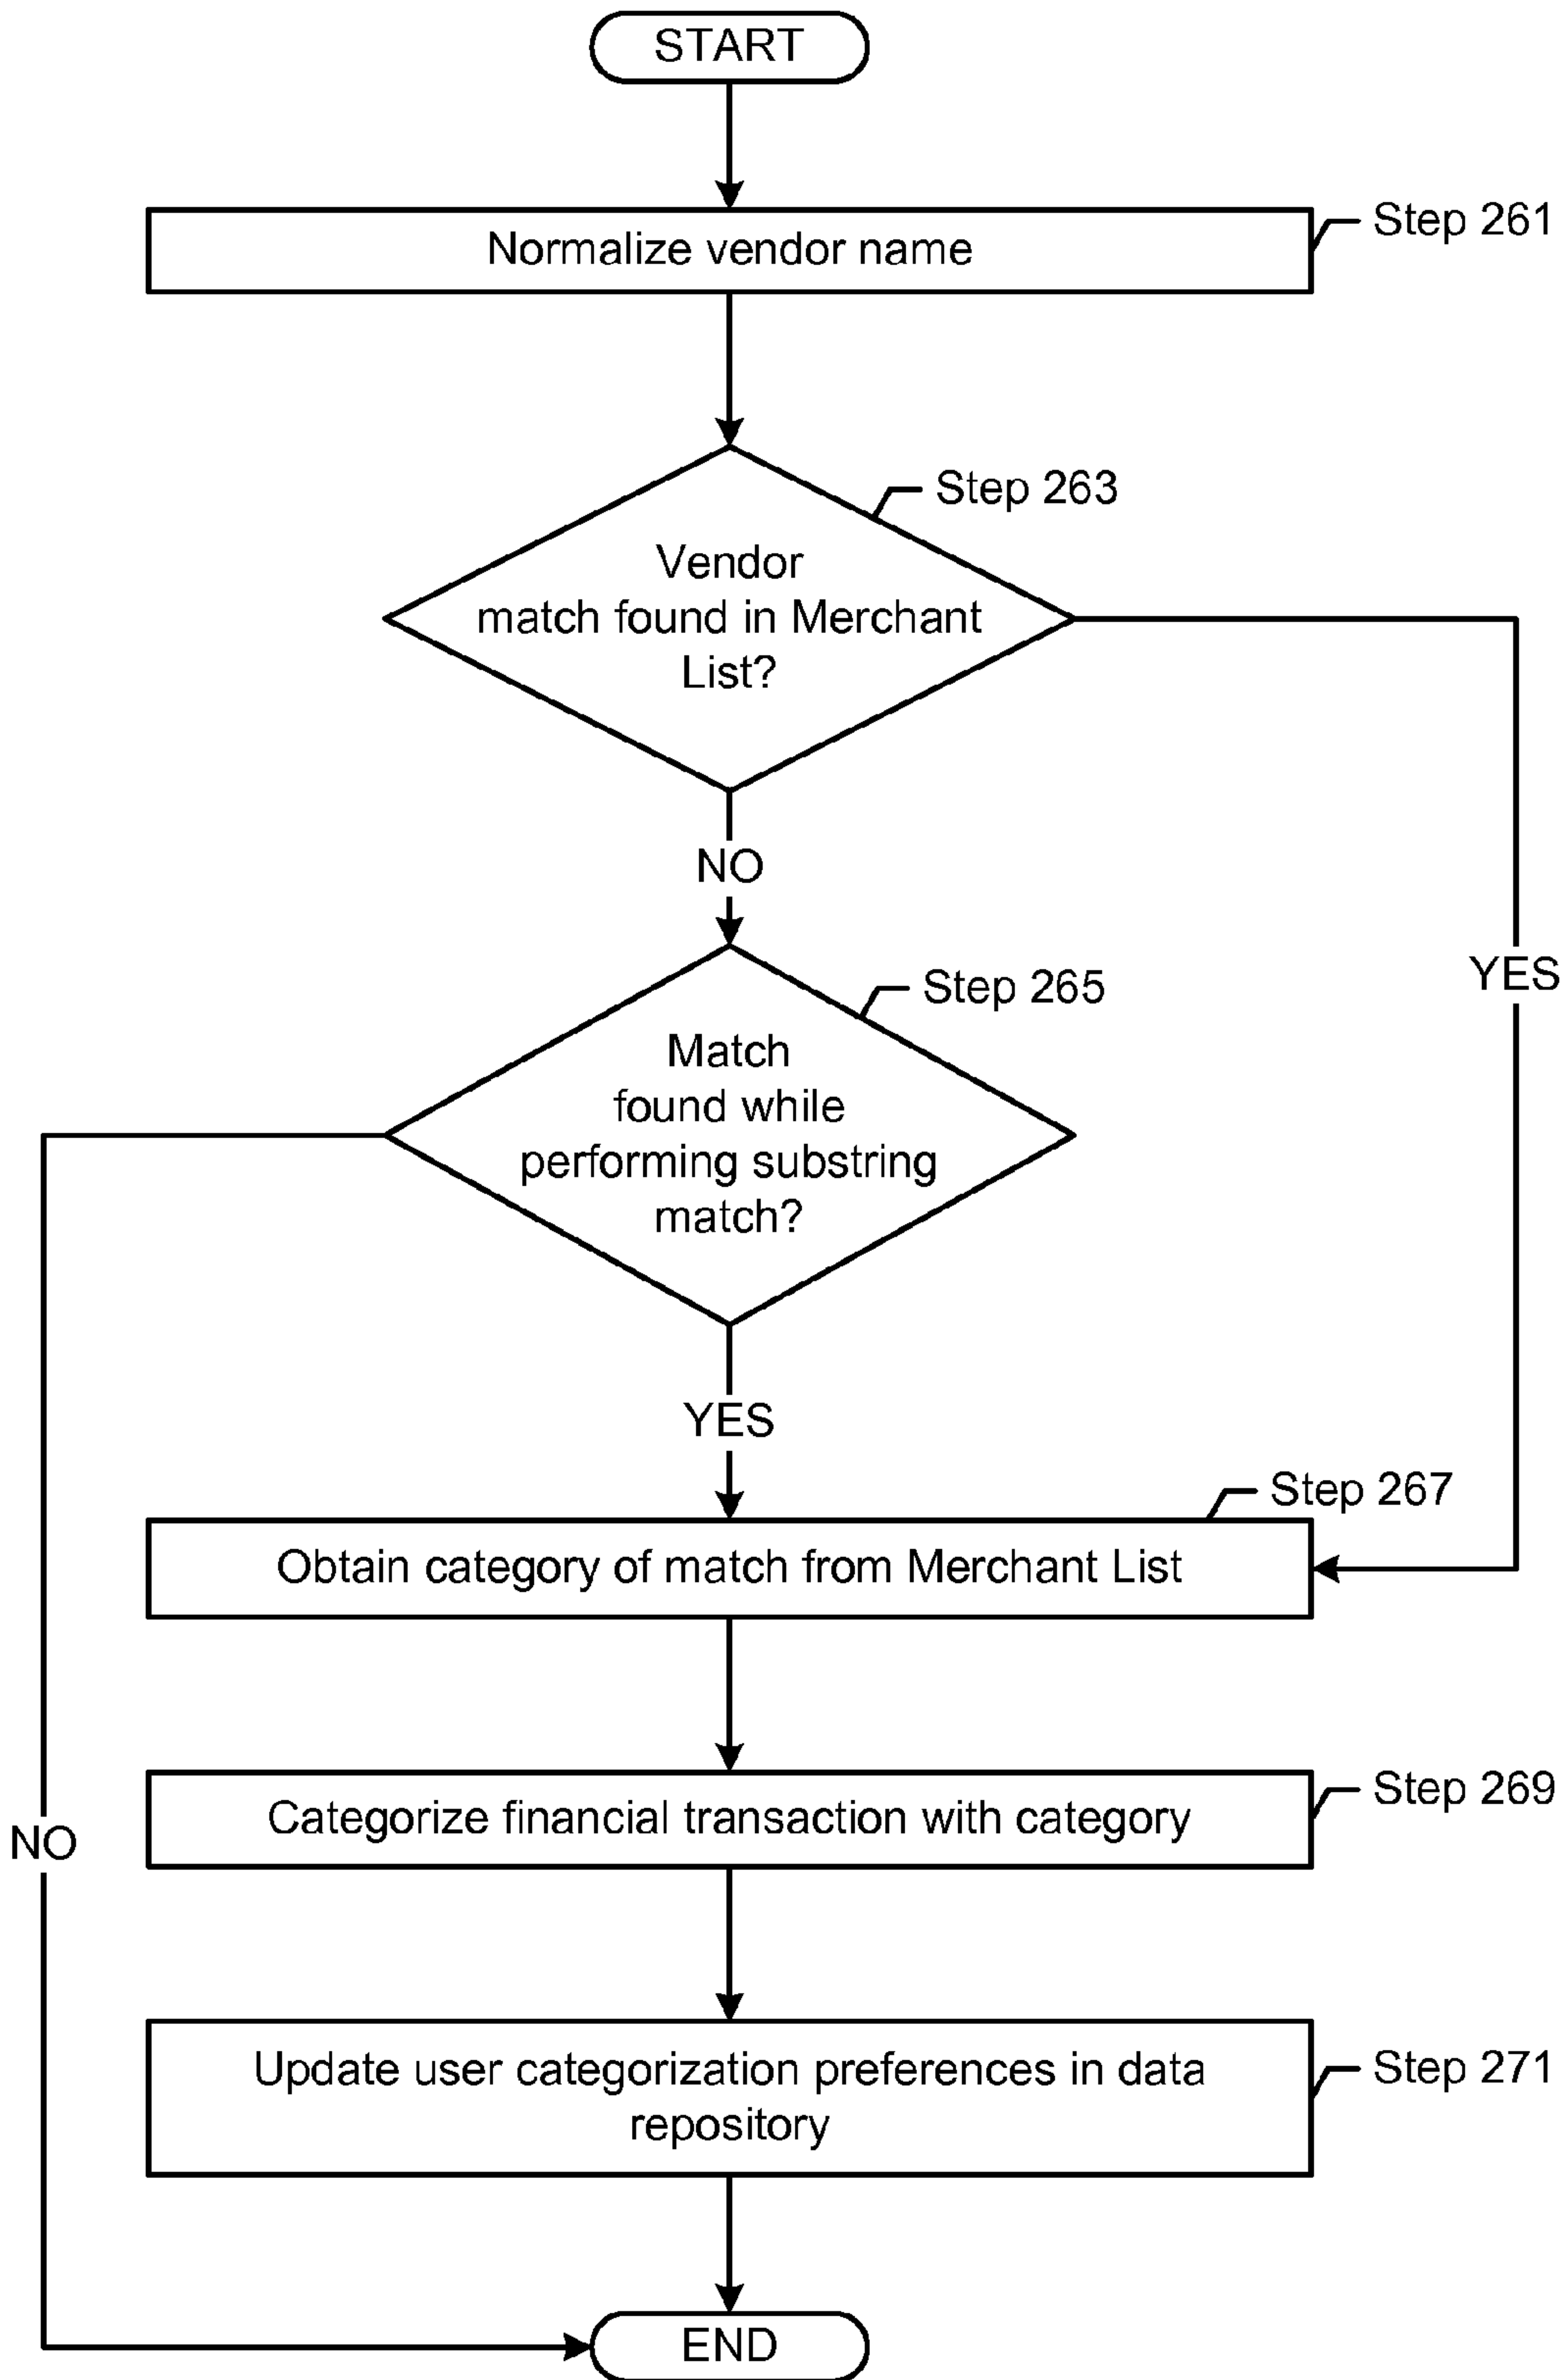 START
Step 261
Normalize vendor name
Step 263
Vendor
match found in Merchant
List?
NO
YES
Step 265
Match
found while
performing substring
match?
YES
Step 267
Obtain category of match from Merchant List
Step 269
Categorize financial transaction with category
NO
Update user categorization preferences in data
repository
Step 271
END